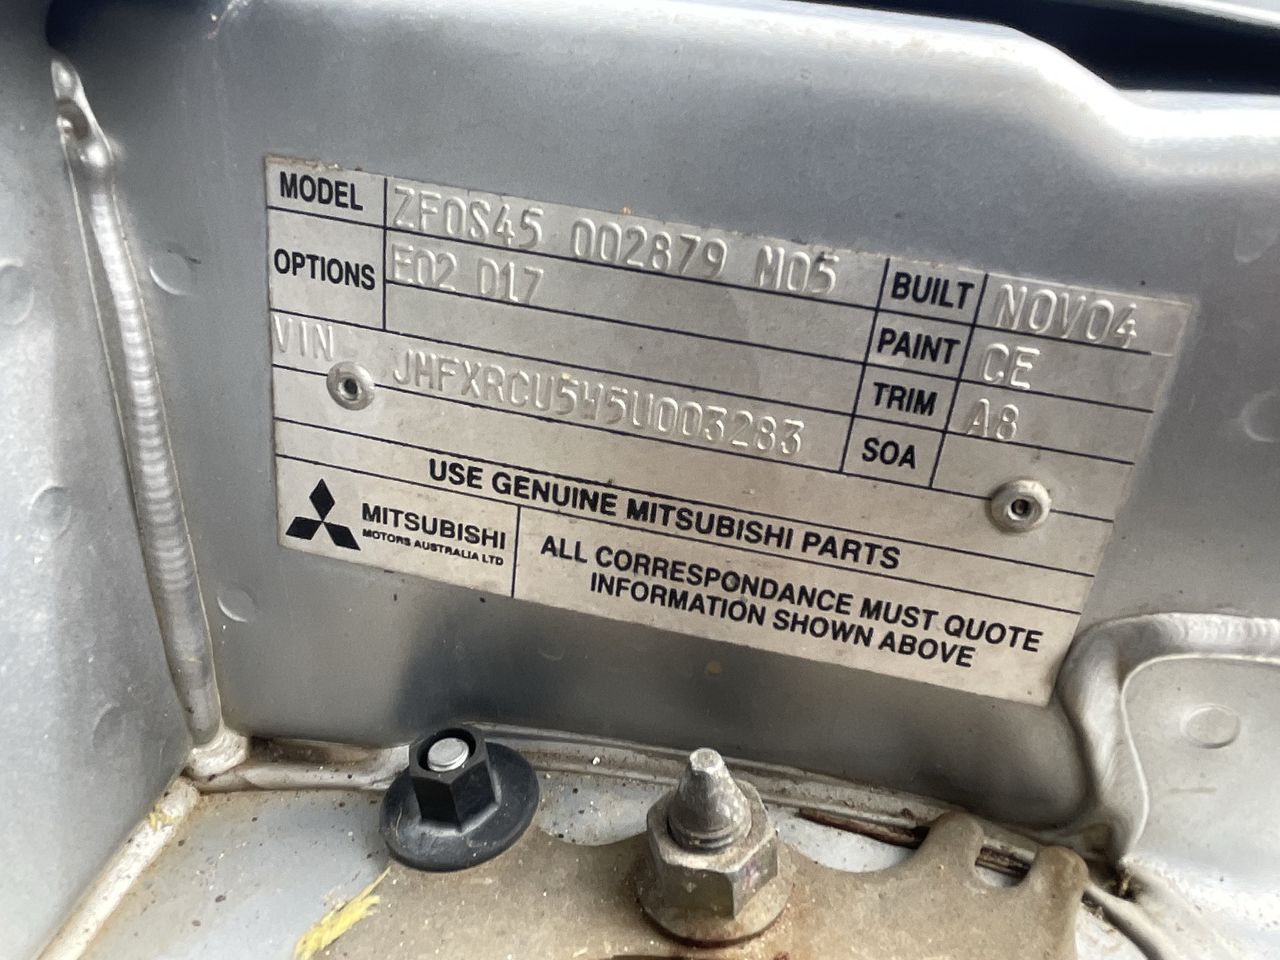 MODEL ZF0S45 002879 M05
OPTIONS E02 D17
BUILT NOV04
PAINT CE
TRIM A8
SOA
VIN JMFXRCU5W5U003283
USE GENUINE MITSUBISHI PARTS
MITSUBISHI
MOTORS AUSTRALIA LTD
ALL CORRESPONDANCE MUST QUOTE
INFORMATION SHOWN ABOVE